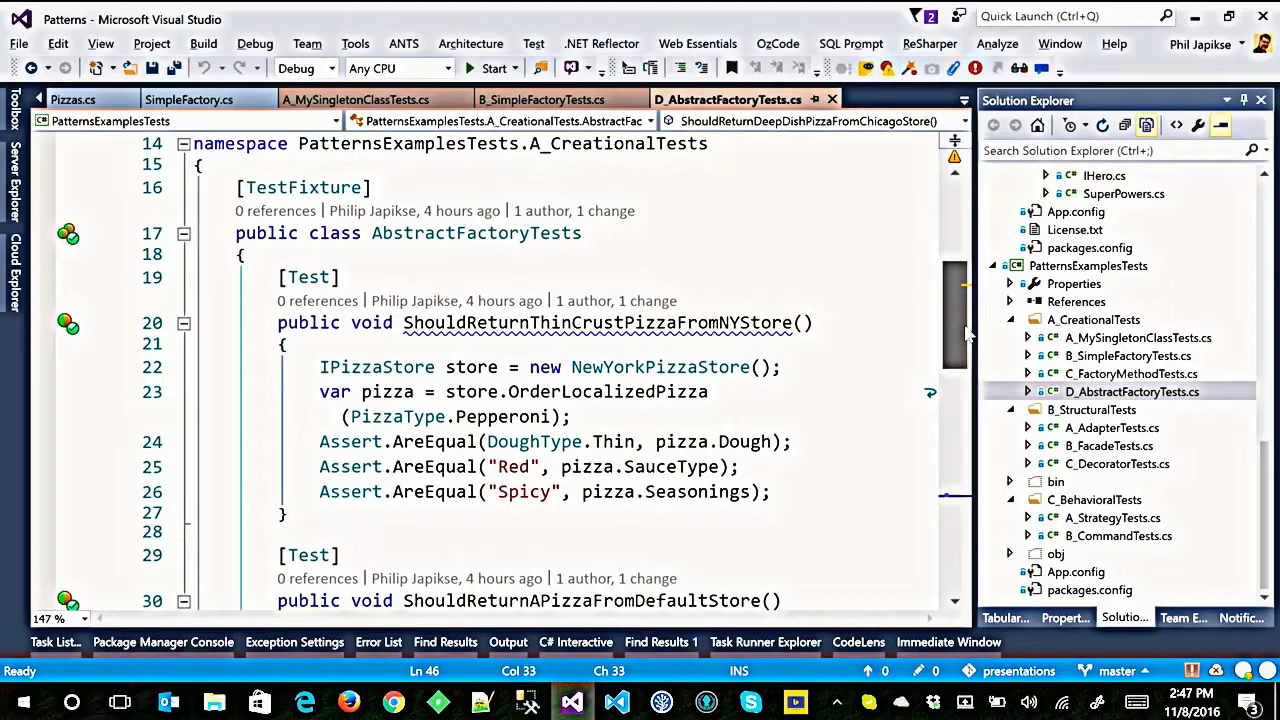 Patterns - Microsoft Visual Studio
2
Quick Launch (Ctrl+Q)
File Edit View Project Build Debug Team Tools ANTS Architecture Test .NET Reflector Web Essentials OzCode SQL Prompt ReSharper Analyze Window Help Phil Japikse
Debug Any CPU Start
Toolbox
Server Explorer
Cloud Explorer
Pizzas.cs SimpleFactory.cs A_MySingletonClassTests.cs B_SimpleFactoryTests.cs D_AbstractFactoryTests.cs
PatternsExamplesTests PatternsExamplesTests.A_CreationalTests.AbstractFac ShouldReturnDeepDishPizzaFromChicagoStore()
14 namespace PatternsExamplesTests.A_CreationalTests
15 {
16 [TestFixture]
0 references | Philip Japikse, 4 hours ago | 1 author, 1 change
17 public class AbstractFactoryTests
18 {
19 [Test]
0 references | Philip Japikse, 4 hours ago | 1 author, 1 change
20 public void ShouldReturnThinCrustPizzaFromNYStore()
21 {
22 IPizzaStore store = new NewYorkPizzaStore();
23 var pizza = store.OrderLocalizedPizza
(PizzaType.Pepperoni);
24 Assert.AreEqual(DoughType.Thin, pizza.Dough);
25 Assert.AreEqual("Red", pizza.SauceType);
26 Assert.AreEqual("Spicy", pizza.Seasonings);
27 }
28
29 [Test]
0 references | Philip Japikse, 4 hours ago | 1 author, 1 change
30 public void ShouldReturnAPizzaFromDefaultStore()
147 %
Solution Explorer
Search Solution Explorer (Ctrl+;)
IHero.cs
SuperPowers.cs
App.config
License.txt
packages.config
PatternsExamplesTests
Properties
References
A_CreationalTests
A_MySingletonClassTests.cs
B_SimpleFactoryTests.cs
C_FactoryMethodTests.cs
D_AbstractFactoryTests.cs
B_StructuralTests
A_AdapterTests.cs
B_FacadeTests.cs
C_DecoratorTests.cs
bin
C_BehavioralTests
A_StrategyTests.cs
B_CommandTests.cs
obj
App.config
packages.config
Tabular... Propert... Solutio... Team E... Notific...
Task List... Package Manager Console Exception Settings Error List Find Results Output C# Interactive Find Results 1 Task Runner Explorer CodeLens Immediate Window
Ready Ln 46 Col 33 Ch 33 INS 0 0 presentations master
2:47 PM
11/8/2016
3